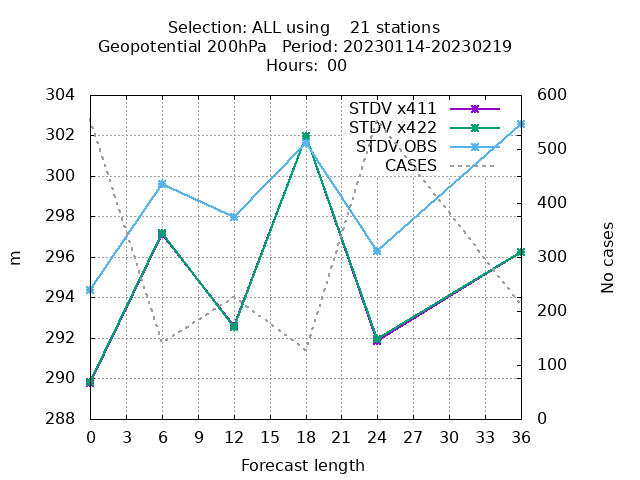 Selection: ALL using    21 stations
Geopotential 200hPa   Period: 20230114-20230219
Hours:  00
STDV x411
STDV x422
STDV OBS
CASES
304
302
300
298
296
294
292
290
288
m
600
500
400
300
200
100
0
No cases
0 3 6 9 12 15 18 21 24 27 30 33 36
Forecast length